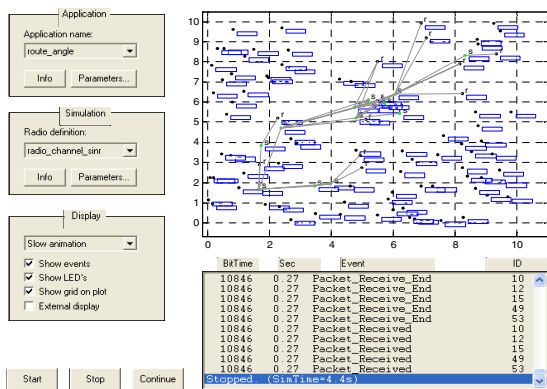 Application
Application name:
route_angle
Info
Parameters...
Simulation
Radio definition:
radio_channel_sinr
Info
Parameters...
Display
Slow animation
Show events
Show LED's
Show grid on plot
External display
Start
Stop
Continue
10
9
8
7
6
5
4
3
2
1
0
0
2
4
6
8
10
BitTime Sec Event ID
10846 0.27 Packet_Receive_End 10
10846 0.27 Packet_Receive_End 12
10846 0.27 Packet_Receive_End 15
10846 0.27 Packet_Receive_End 49
10846 0.27 Packet_Receive_End 53
10846 0.27 Packet_Received 10
10846 0.27 Packet_Received 12
10846 0.27 Packet_Received 15
10846 0.27 Packet_Received 49
10846 0.27 Packet_Received 53
Stopped. (SimTime=4.4s)